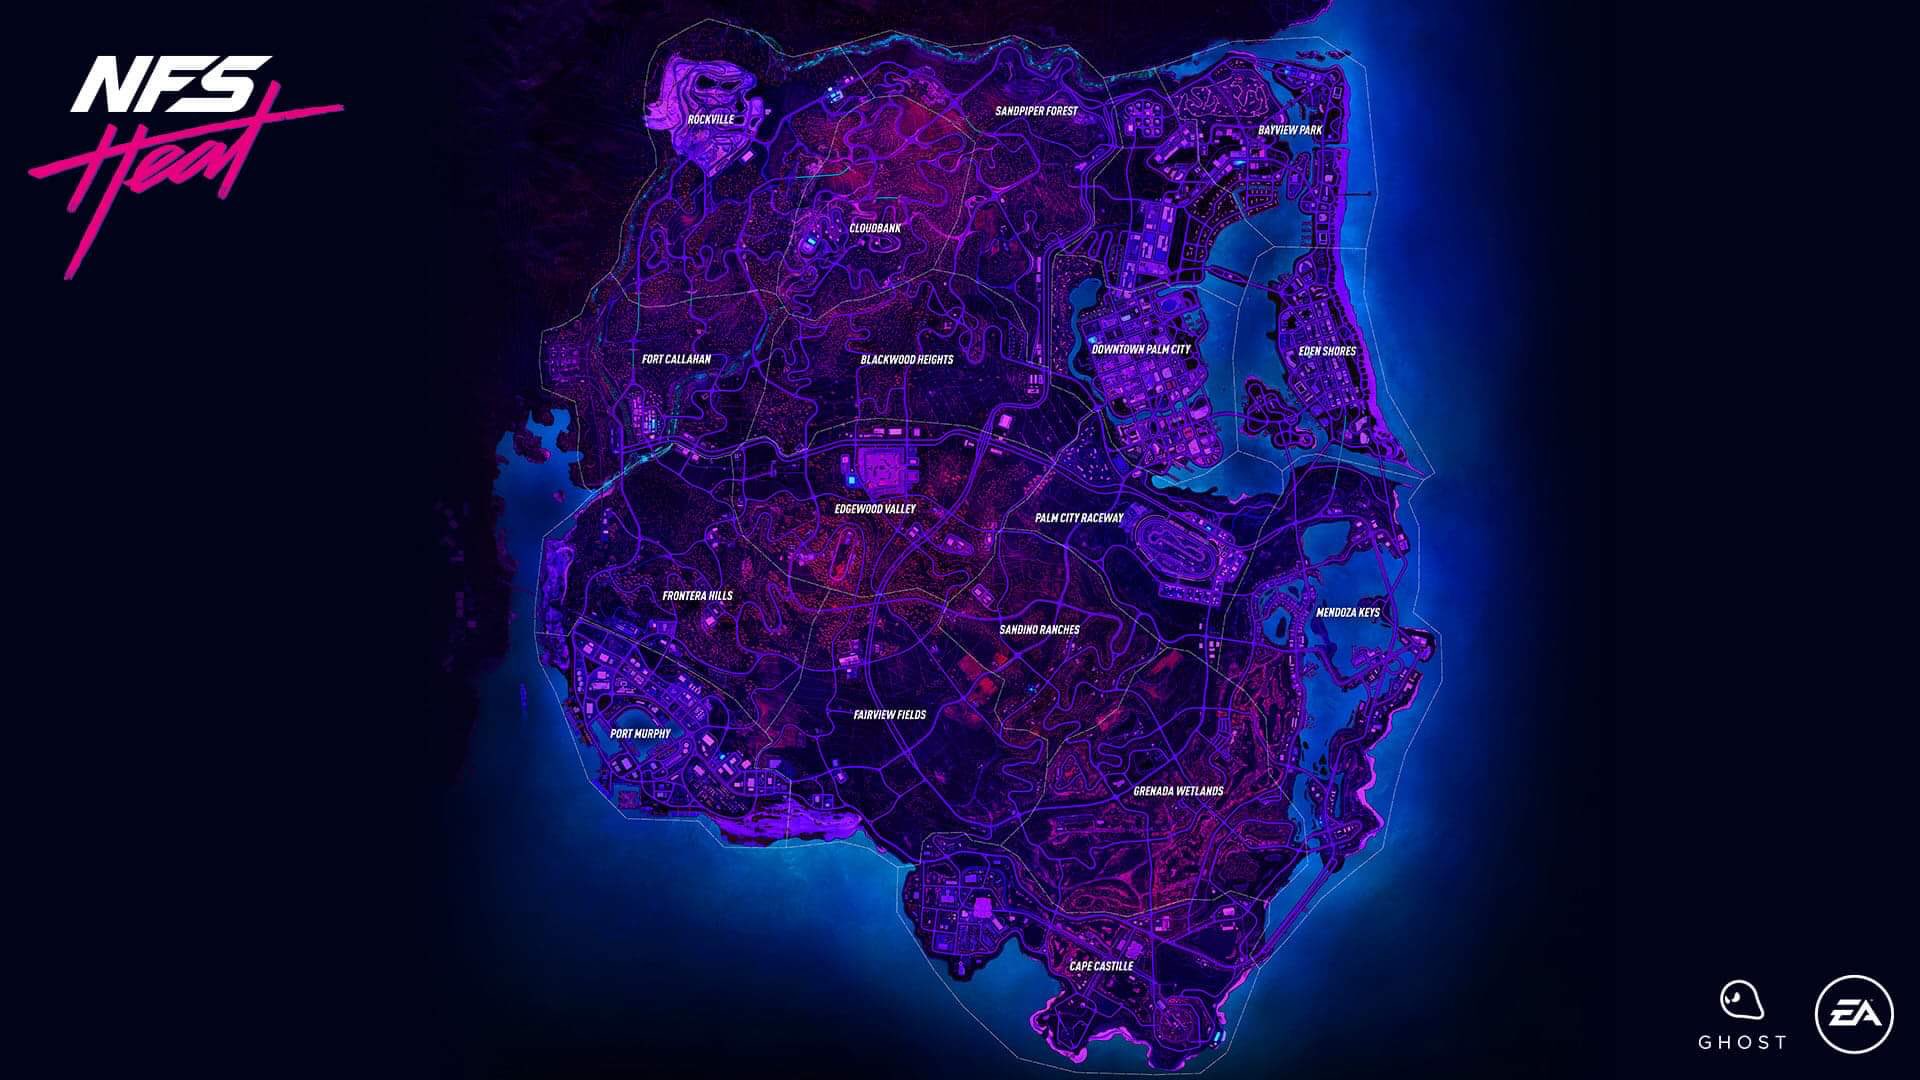 NFS
Heat
ROCKVILLE
SANDPIPER FOREST
BAYVIEW PARK
CLOUDBANK
FORT CALLAHAN
BLACKWOOD HEIGHTS
DOWNTOWN PALM CITY
EDEN SHORES
EDGEWOOD VALLEY
PALM CITY RACEWAY
FRONTERA HILLS
SANDINO RANCHES
MENDOZA KEYS
PORT MURPHY
FAIRVIEW FIELDS
GRENADA WETLANDS
CAPE CASTILLE
GHOST
EA